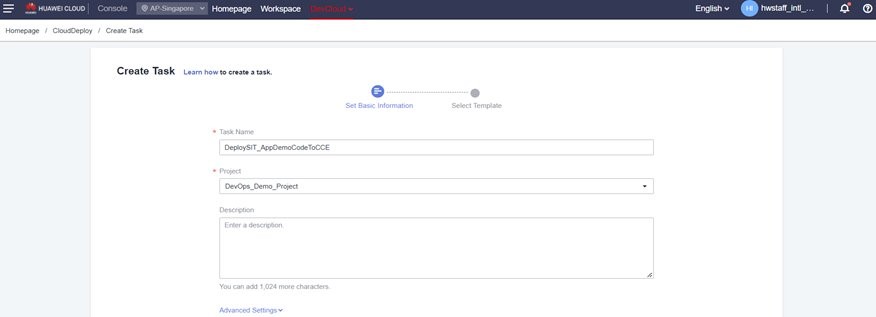 HUAWEI CLOUD Console AP-Singapore Homepage Workspace DevCloud English HI hwstaff_intl_...
Homepage / CloudDeploy / Create Task
Create Task Learn how to create a task.
Set Basic Information Select Template
* Task Name
DeploySIT_AppDemoCodeToCCE
* Project
DevOps_Demo_Project
Description
Enter a description.
You can add 1,024 more characters.
Advanced Settings